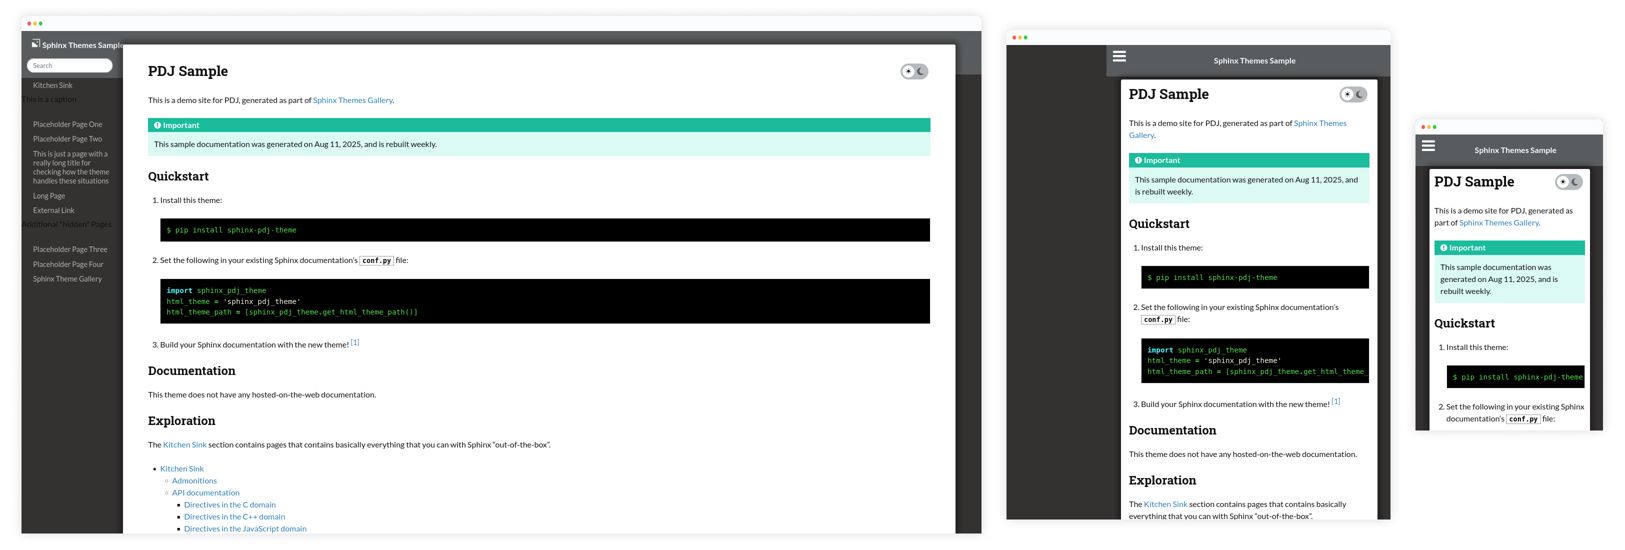 Sphinx Themes Sample
Search
Kitchen Sink
This is a caption
Placeholder Page One
Placeholder Page Two
This is just a page with a
really long title for
checking how the theme
handles these situations
Long Page
External Link
Additional "hidden" Pages
Placeholder Page Three
Placeholder Page Four
Sphinx Theme Gallery
PDJ Sample
This is a demo site for PDJ, generated as part of Sphinx Themes Gallery.
Important
This sample documentation was generated on Aug 11, 2025, and is rebuilt weekly.
Quickstart
1. Install this theme:
$ pip install sphinx-pdj-theme
2. Set the following in your existing Sphinx documentation's conf.py file:
import sphinx_pdj_theme
html_theme = 'sphinx_pdj_theme'
html_theme_path = [sphinx_pdj_theme.get_html_theme_path()]
3. Build your Sphinx documentation with the new theme! [1]
Documentation
This theme does not have any hosted-on-the-web documentation.
Exploration
The Kitchen Sink section contains pages that contains basically everything that you can with Sphinx "out-of-the-box".
• Kitchen Sink
◦ Admonitions
◦ API documentation
▪ Directives in the C domain
▪ Directives in the C++ domain
▪ Directives in the JavaScript domain
Sphinx Themes Sample
PDJ Sample
This is a demo site for PDJ, generated as part of Sphinx Themes
Gallery.
Important
This sample documentation was generated on Aug 11, 2025, and
is rebuilt weekly.
Quickstart
1. Install this theme:
$ pip install sphinx-pdj-theme
2. Set the following in your existing Sphinx documentation's
conf.py file:
import sphinx_pdj_theme
html_theme = 'sphinx_pdj_theme'
html_theme_path = [sphinx_pdj_theme.get_html_theme_
3. Build your Sphinx documentation with the new theme! [1]
Documentation
This theme does not have any hosted-on-the-web documentation.
Exploration
The Kitchen Sink section contains pages that contains basically
everything that you can with Sphinx "out-of-the-box".
Sphinx Themes Sample
PDJ Sample
This is a demo site for PDJ, generated as
part of Sphinx Themes Gallery.
Important
This sample documentation was
generated on Aug 11, 2025, and is
rebuilt weekly.
Quickstart
1. Install this theme:
$ pip install sphinx-pdj-theme
2. Set the following in your existing Sphinx
documentation's conf.py file: